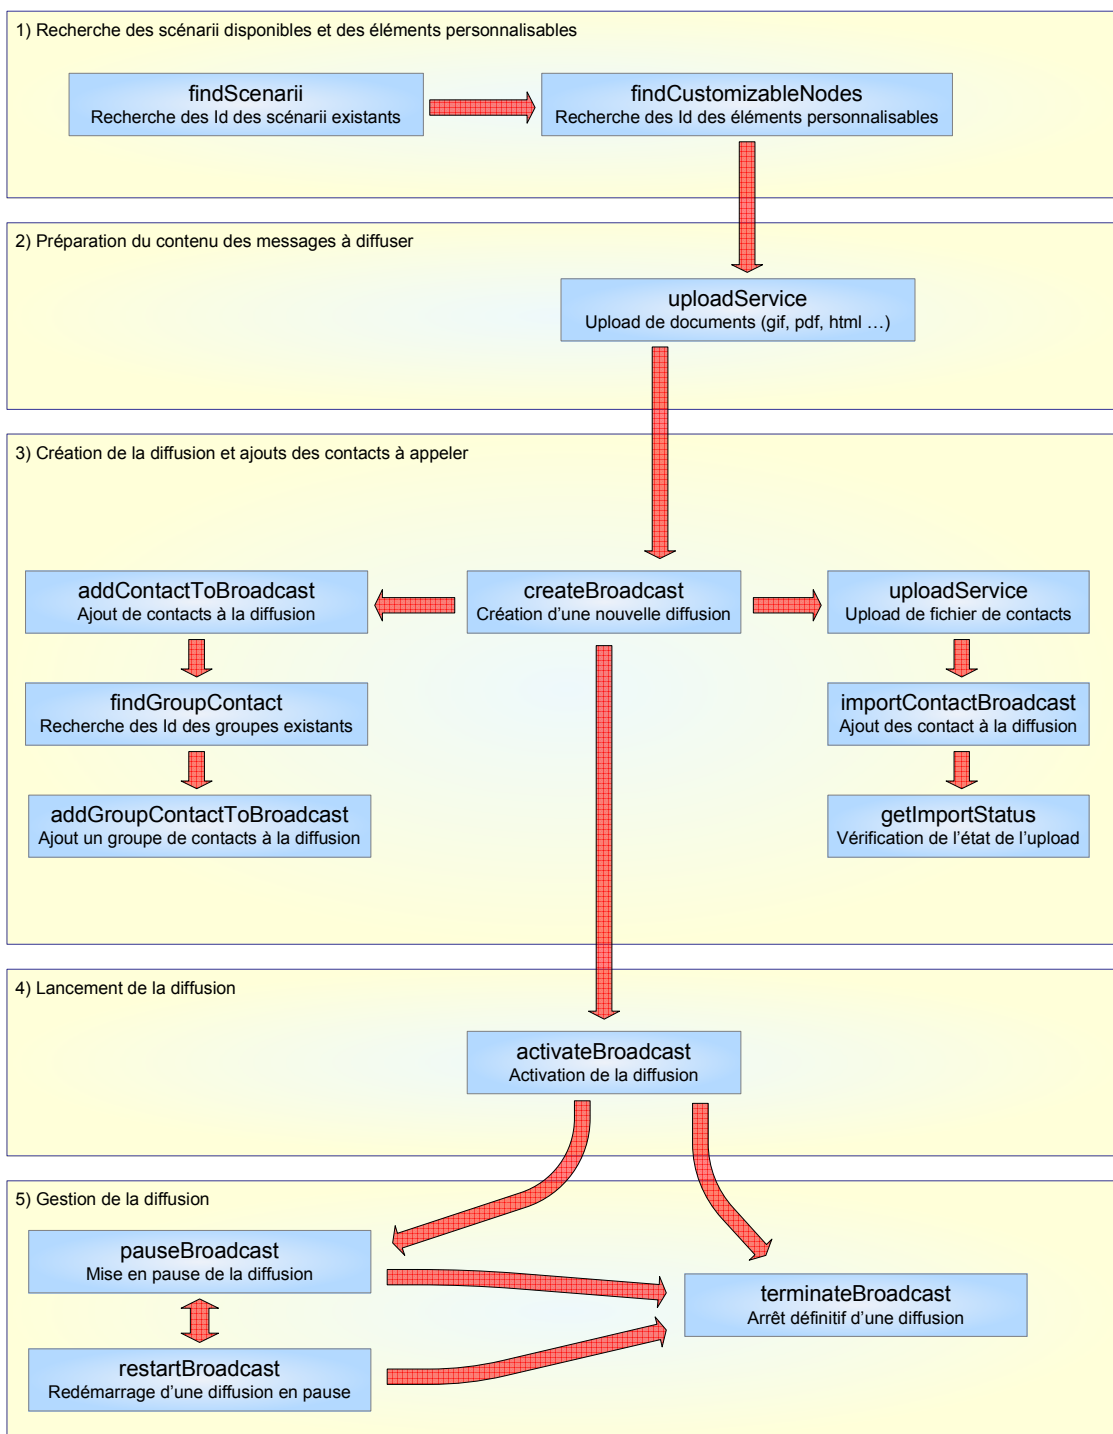 1) Recherche des scénarii disponibles et des éléments personnalisables
findScenarii
Recherche des Id des scénarii existants
findCustomizableNodes
Recherche des Id des éléments personnalisables
2) Préparation du contenu des messages à diffuser
uploadService
Upload de documents (gif, pdf, html …)
3) Création de la diffusion et ajouts des contacts à appeler
addContactToBroadcast
Ajout de contacts à la diffusion
createBroadcast
Création d’une nouvelle diffusion
uploadService
Upload de fichier de contacts
findGroupContact
Recherche des Id des groupes existants
importContactBroadcast
Ajout des contact à la diffusion
addGroupContactToBroadcast
Ajout un groupe de contacts à la diffusion
getImportStatus
Vérification de l’état de l’upload
4) Lancement de la diffusion
activateBroadcast
Activation de la diffusion
5) Gestion de la diffusion
pauseBroadcast
Mise en pause de la diffusion
terminateBroadcast
Arrêt définitif d’une diffusion
restartBroadcast
Redémarrage d’une diffusion en pause